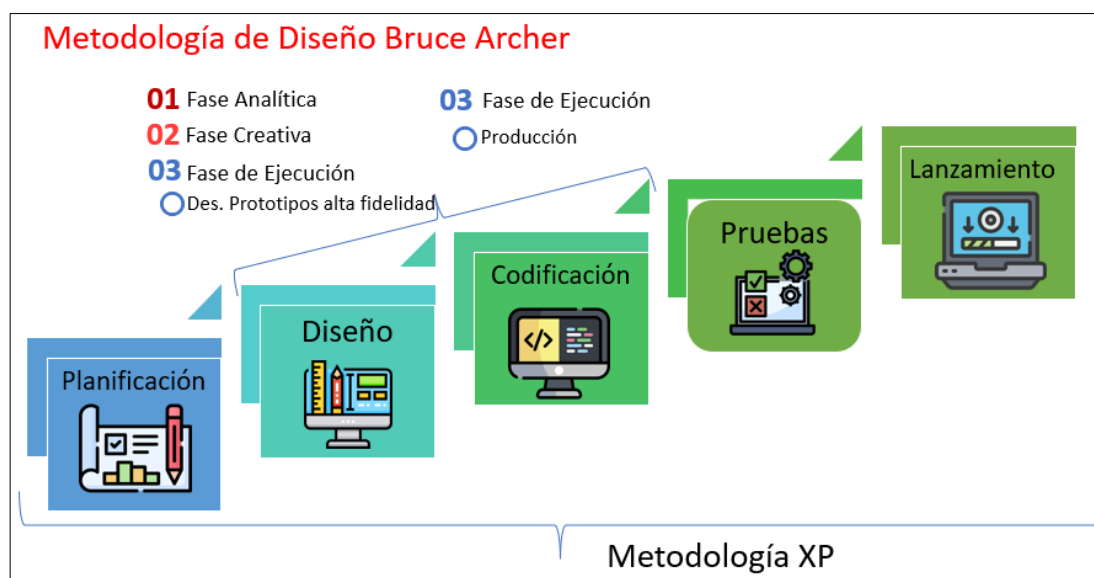 Metodología de Diseño Bruce Archer
01 Fase Analítica
02 Fase Creativa
03 Fase de Ejecución
Des. Prototipos alta fidelidad
03 Fase de Ejecución
Producción
Planificación
Diseño
Codificación
</>
Pruebas
Lanzamiento
Metodología XP